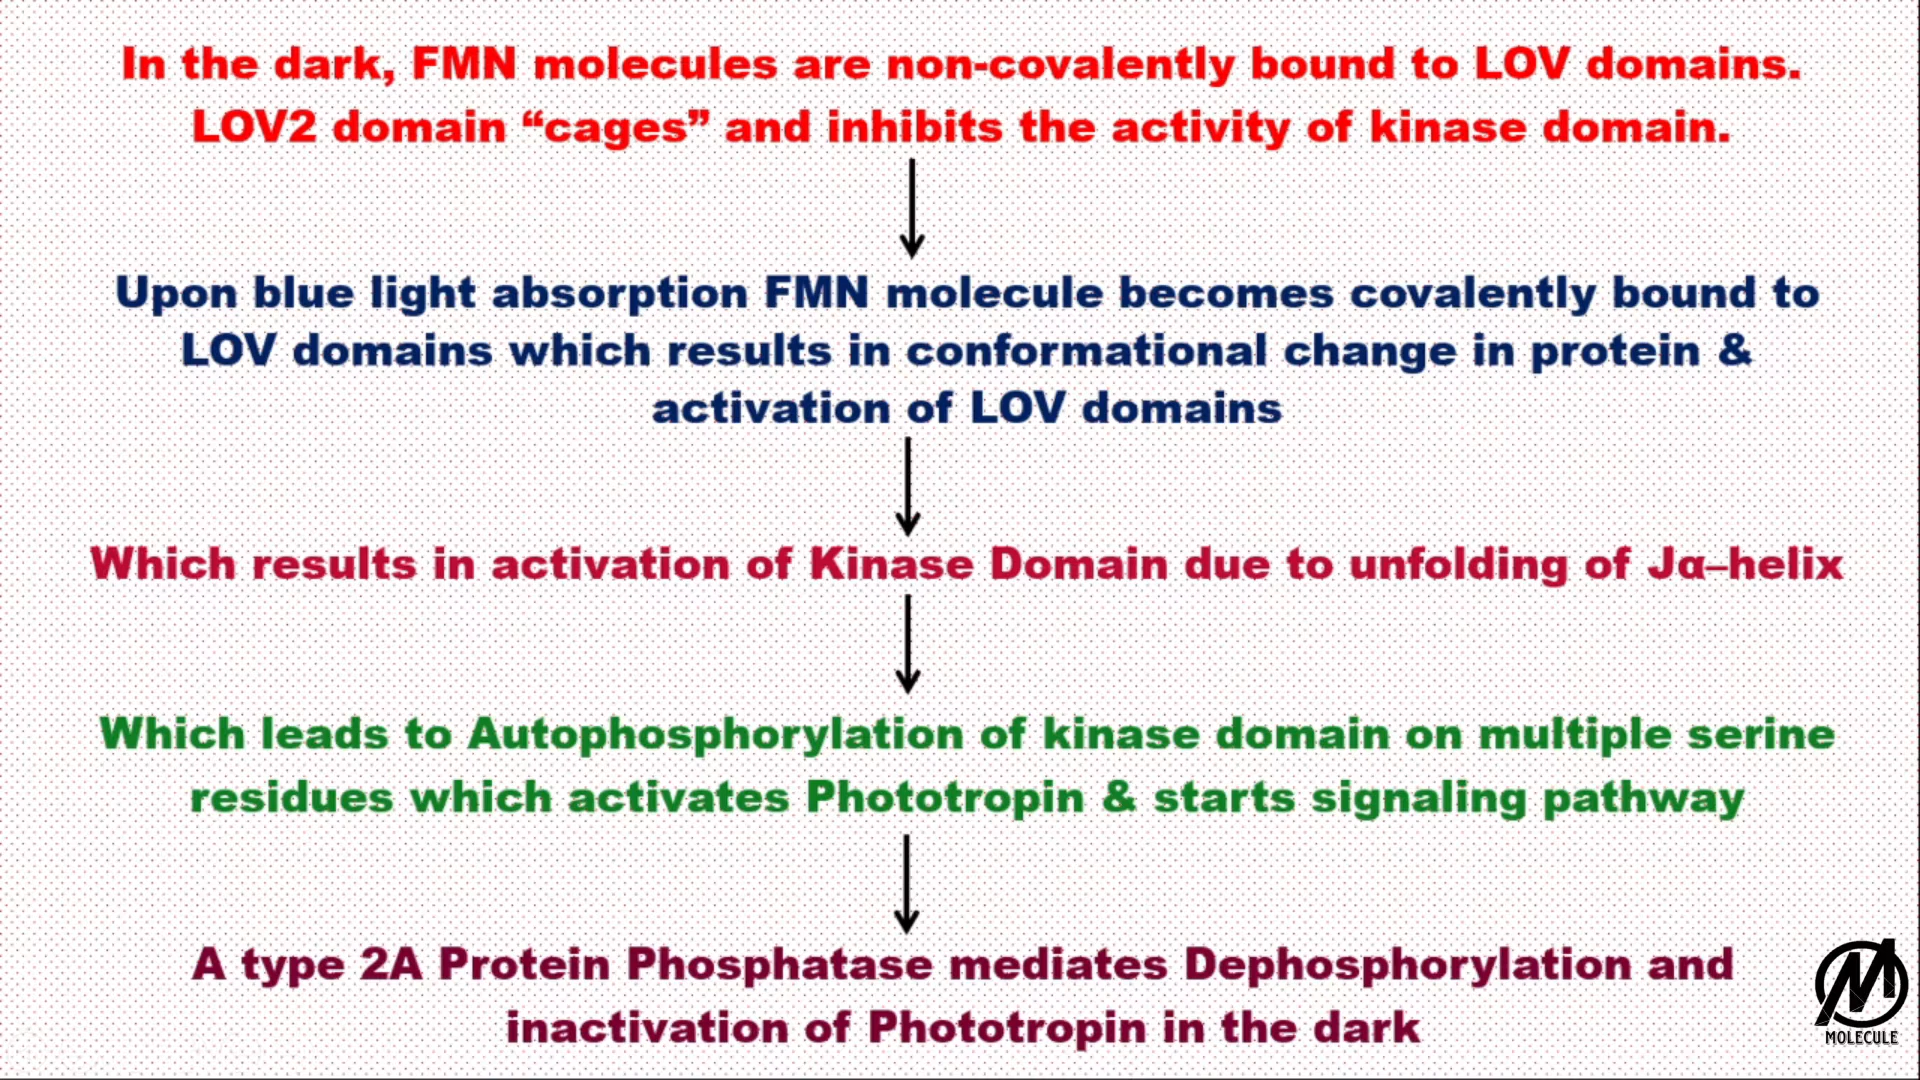 In the dark, FMN molecules are non-covalently bound to LOV domains.
LOV2 domain “cages” and inhibits the activity of kinase domain.
Upon blue light absorption FMN molecule becomes covalently bound to
LOV domains which results in conformational change in protein &
activation of LOV domains
Which results in activation of Kinase Domain due to unfolding of Jα–helix
Which leads to Autophosphorylation of kinase domain on multiple serine
residues which activates Phototropin & starts signaling pathway
A type 2A Protein Phosphatase mediates Dephosphorylation and
inactivation of Phototropin in the dark
M
MOLECULE